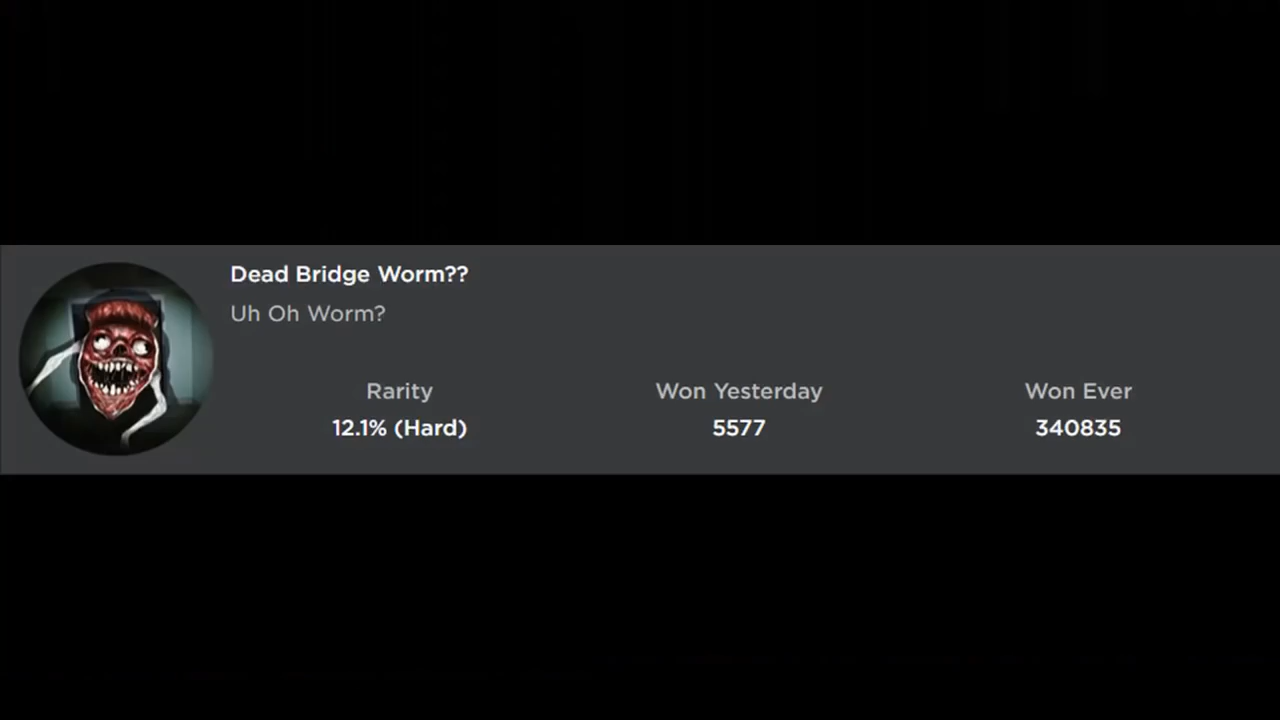 Dead Bridge Worm??
Uh Oh Worm?
Rarity Won Yesterday Won Ever
12.1% (Hard) 5577 340835